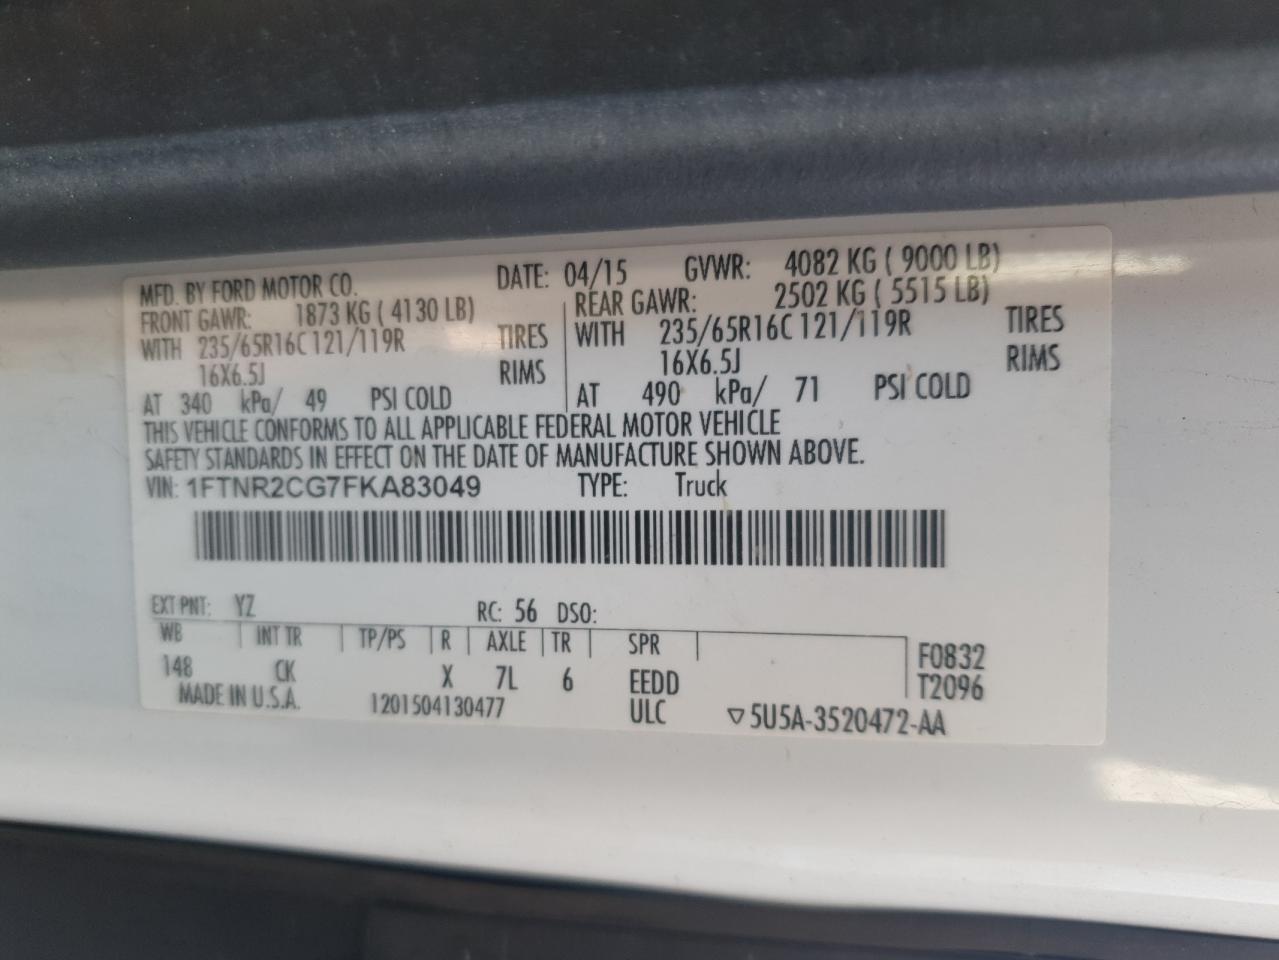 MFD. BY FORD MOTOR CO. DATE: 04/15 GVWR: 4082 KG ( 9000 LB)
FRONT GAWR: 1873 KG ( 4130 LB) REAR GAWR: 2502 KG ( 5515 LB)
WITH 235/65R16C 121/119R TIRES WITH 235/65R16C 121/119R TIRES
16X6.5J RIMS 16X6.5J RIMS
AT 340 kPa/ 49 PSI COLD AT 490 kPa/ 71 PSI COLD
THIS VEHICLE CONFORMS TO ALL APPLICABLE FEDERAL MOTOR VEHICLE
SAFETY STANDARDS IN EFFECT ON THE DATE OF MANUFACTURE SHOWN ABOVE.
VIN: 1FTNR2CG7FKA83049 TYPE: Truck
EXT PNT: YZ RC: 56 DSO:
WB INT TR TP/PS R AXLE TR SPR F0832
148 CK X 7L 6 EEDD T2096
MADE IN U.S.A. 1201504130477 ULC ▽5U5A-3520472-AA